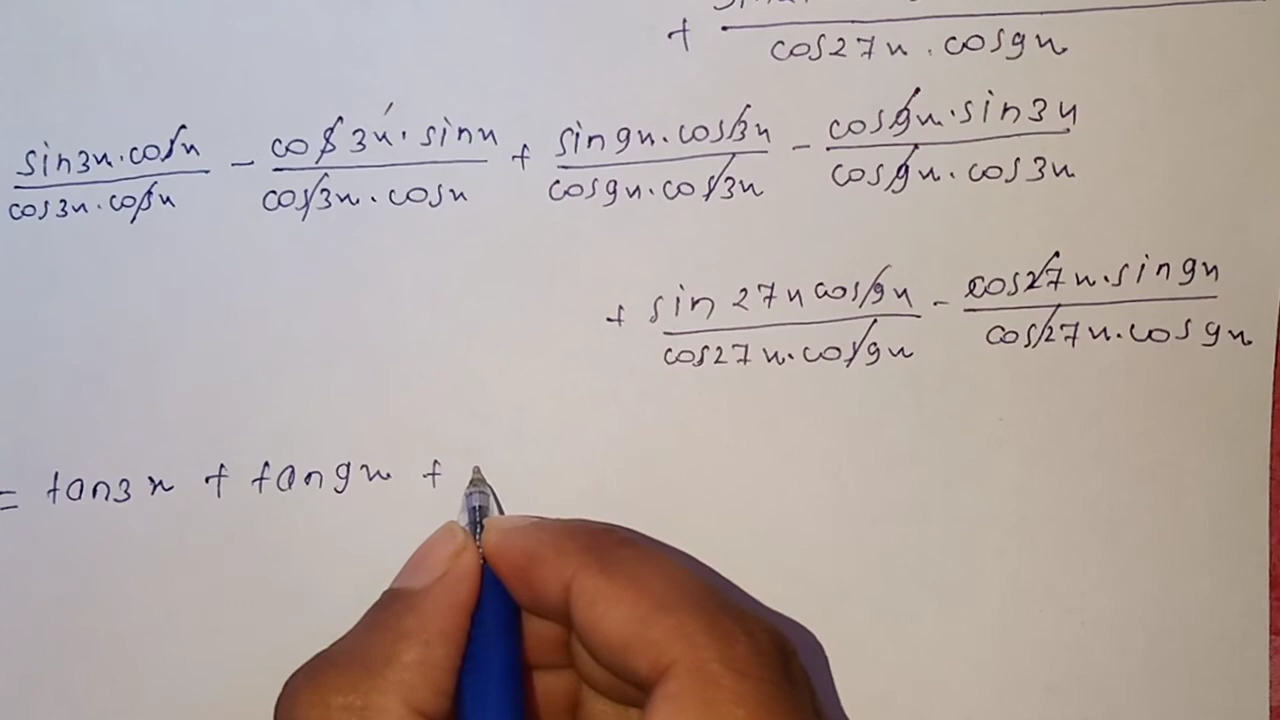 + cos27x . cos9x
sin3x.cosx / cos3x.cosx - cos3x.sinx / cos3x.cosx + sin9x.cos3x / cos9x.cos3x - cos9x.sin3x / cos9x.cos3x
+ sin27x cos9x / cos27x.cos9x - cos27x.sin9x / cos27x.cos9x
= tan3x + tan9x +